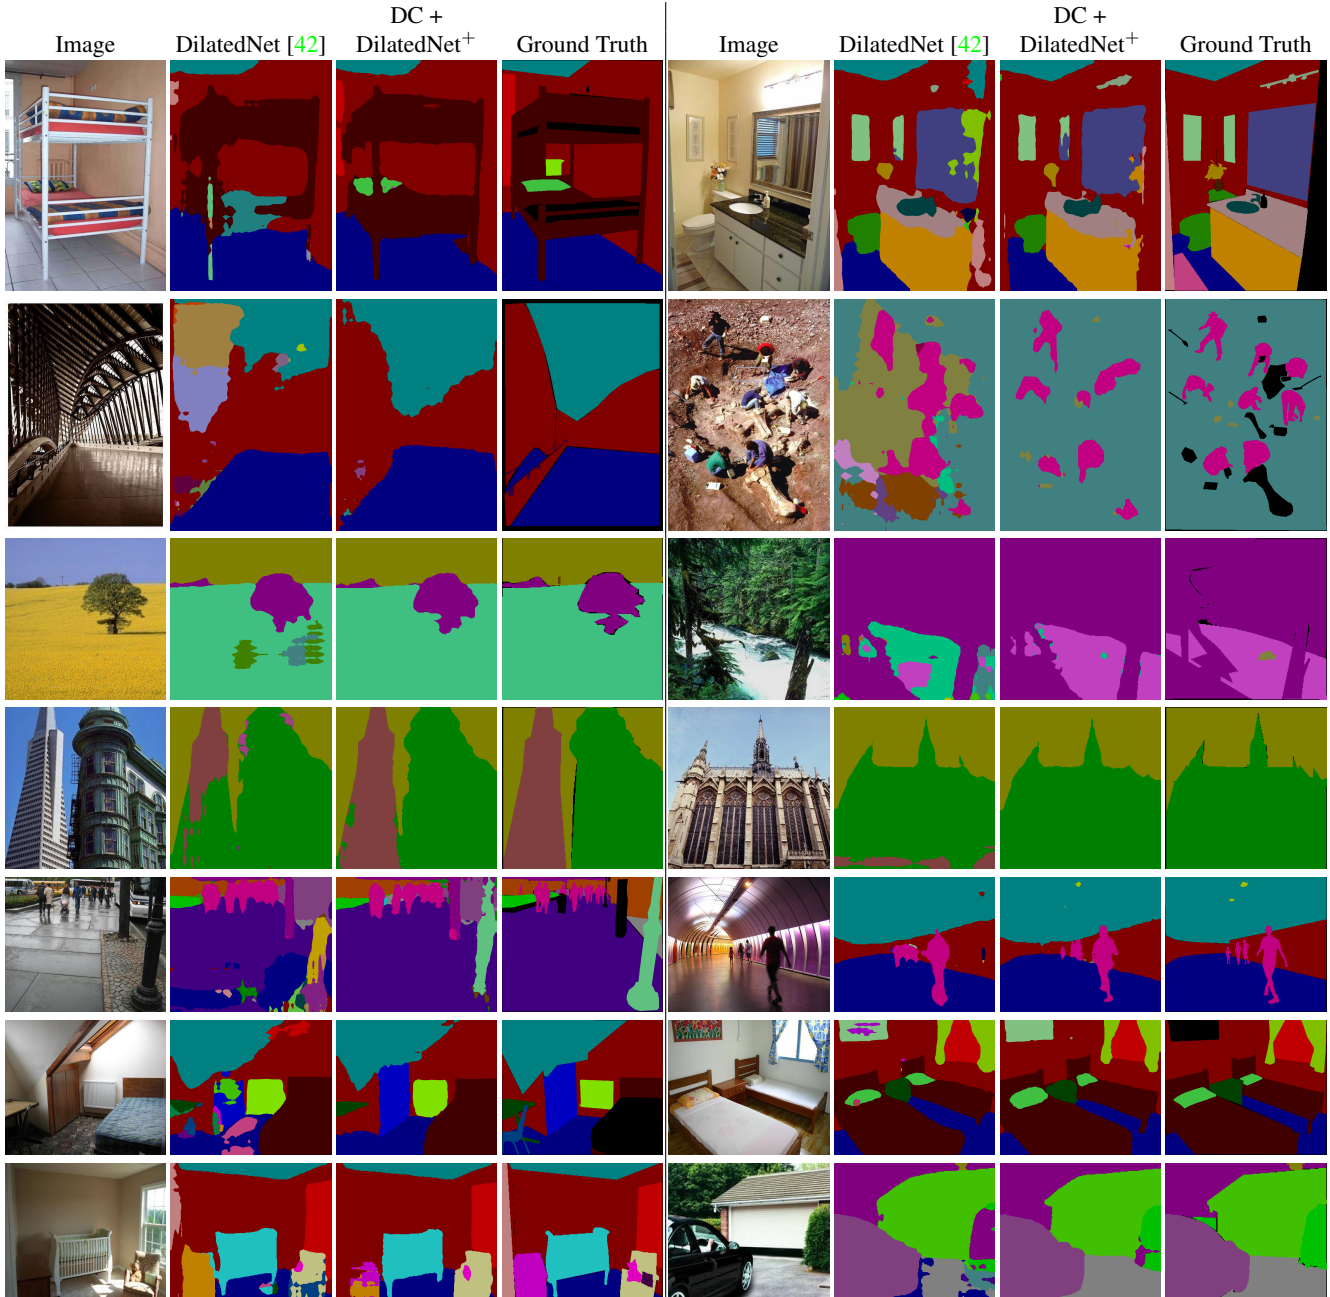 DC +
DC +
Image DilatedNet [42] DilatedNet+ Ground Truth Image DilatedNet [42] DilatedNet+ Ground Truth